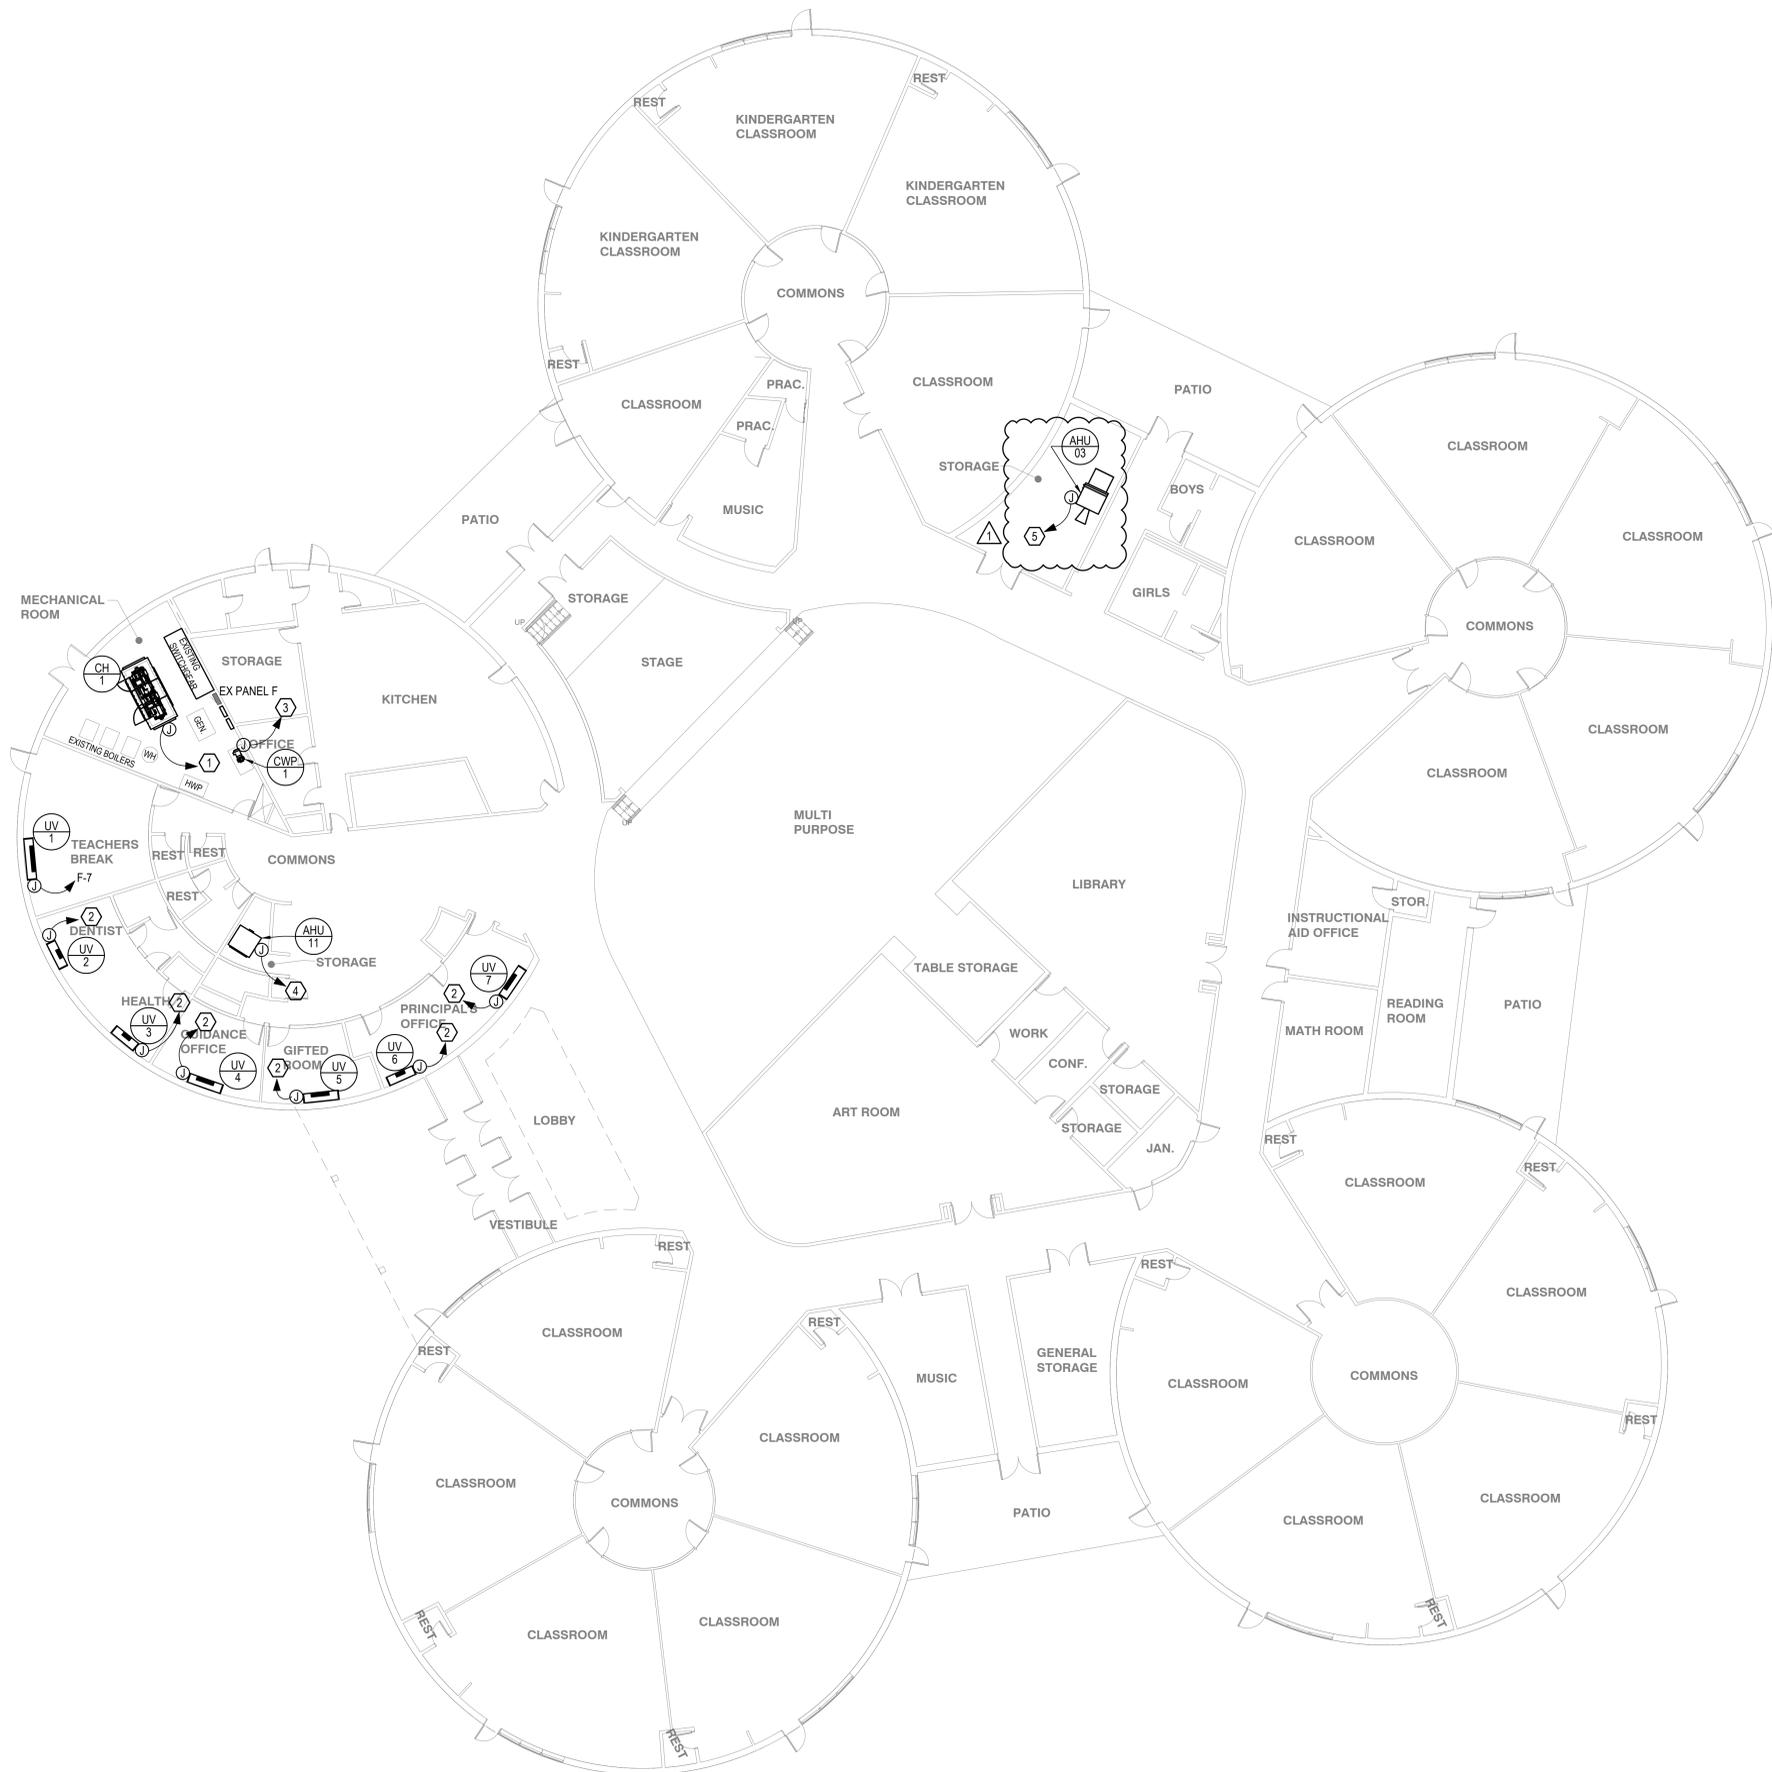 REST
REST
KINDERGARTEN
CLASSROOM
KINDERGARTEN
CLASSROOM
KINDERGARTEN
CLASSROOM
COMMONS
REST
CLASSROOM
PRAC.
PRAC.
CLASSROOM
MUSIC
PATIO
AHU
03
STORAGE
J
5
1
BOYS
GIRLS
CLASSROOM
CLASSROOM
CLASSROOM
COMMONS
CLASSROOM
CLASSROOM
PATIO
STORAGE
UP
UP
STAGE
UP
MECHANICAL
ROOM
EXISTING
SWITCHGEAR
STORAGE
CH
1
EX PANEL F
KITCHEN
GEN.
3
J
J
OFFICE
EXISTING BOILERS
WH
1
CWP
1
HWP
UV
1
TEACHERS
BREAK
F-7
J
REST
REST
COMMONS
REST
2
DENTIST
J
UV
2
AHU
11
J
STORAGE
4
HEALTH
2
UV
3
J
2
GUIDANCE
OFFICE
J
UV
4
GIFTED
ROOM
2
UV
5
J
UV
6
J
2
PRINCIPAL'S
OFFICE
UV
7
2
J
MULTI
PURPOSE
LIBRARY
TABLE STORAGE
WORK
CONF.
STORAGE
STORAGE
JAN.
ART ROOM
LOBBY
VESTIBULE
STOR.
INSTRUCTIONAL
AID OFFICE
MATH ROOM
READING
ROOM
PATIO
REST
CLASSROOM
REST
CLASSROOM
REST
CLASSROOM
COMMONS
REST
CLASSROOM
CLASSROOM
REST
REST
CLASSROOM
REST
REST
MUSIC
GENERAL
STORAGE
CLASSROOM
CLASSROOM
COMMONS
PATIO
REST
CLASSROOM
CLASSROOM
REST